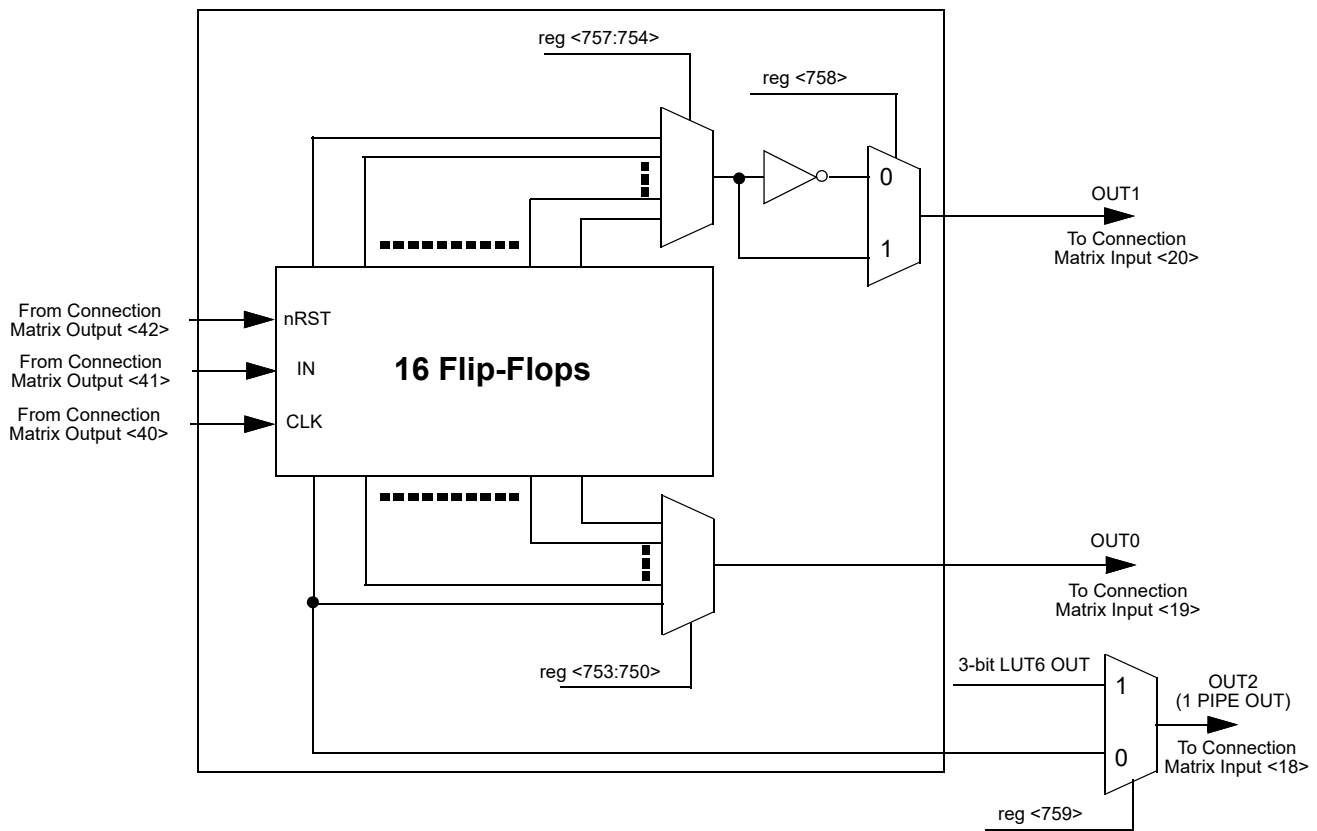 reg <757:754>
reg <758>
0
1
OUT1
To Connection
Matrix Input <20>
From Connection
Matrix Output <42>
nRST
From Connection
Matrix Output <41>
IN
16 Flip-Flops
From Connection
Matrix Output <40>
CLK
OUT0
To Connection
Matrix Input <19>
reg <753:750>
3-bit LUT6 OUT
1
0
OUT2
(1 PIPE OUT)
To Connection
Matrix Input <18>
reg <759>